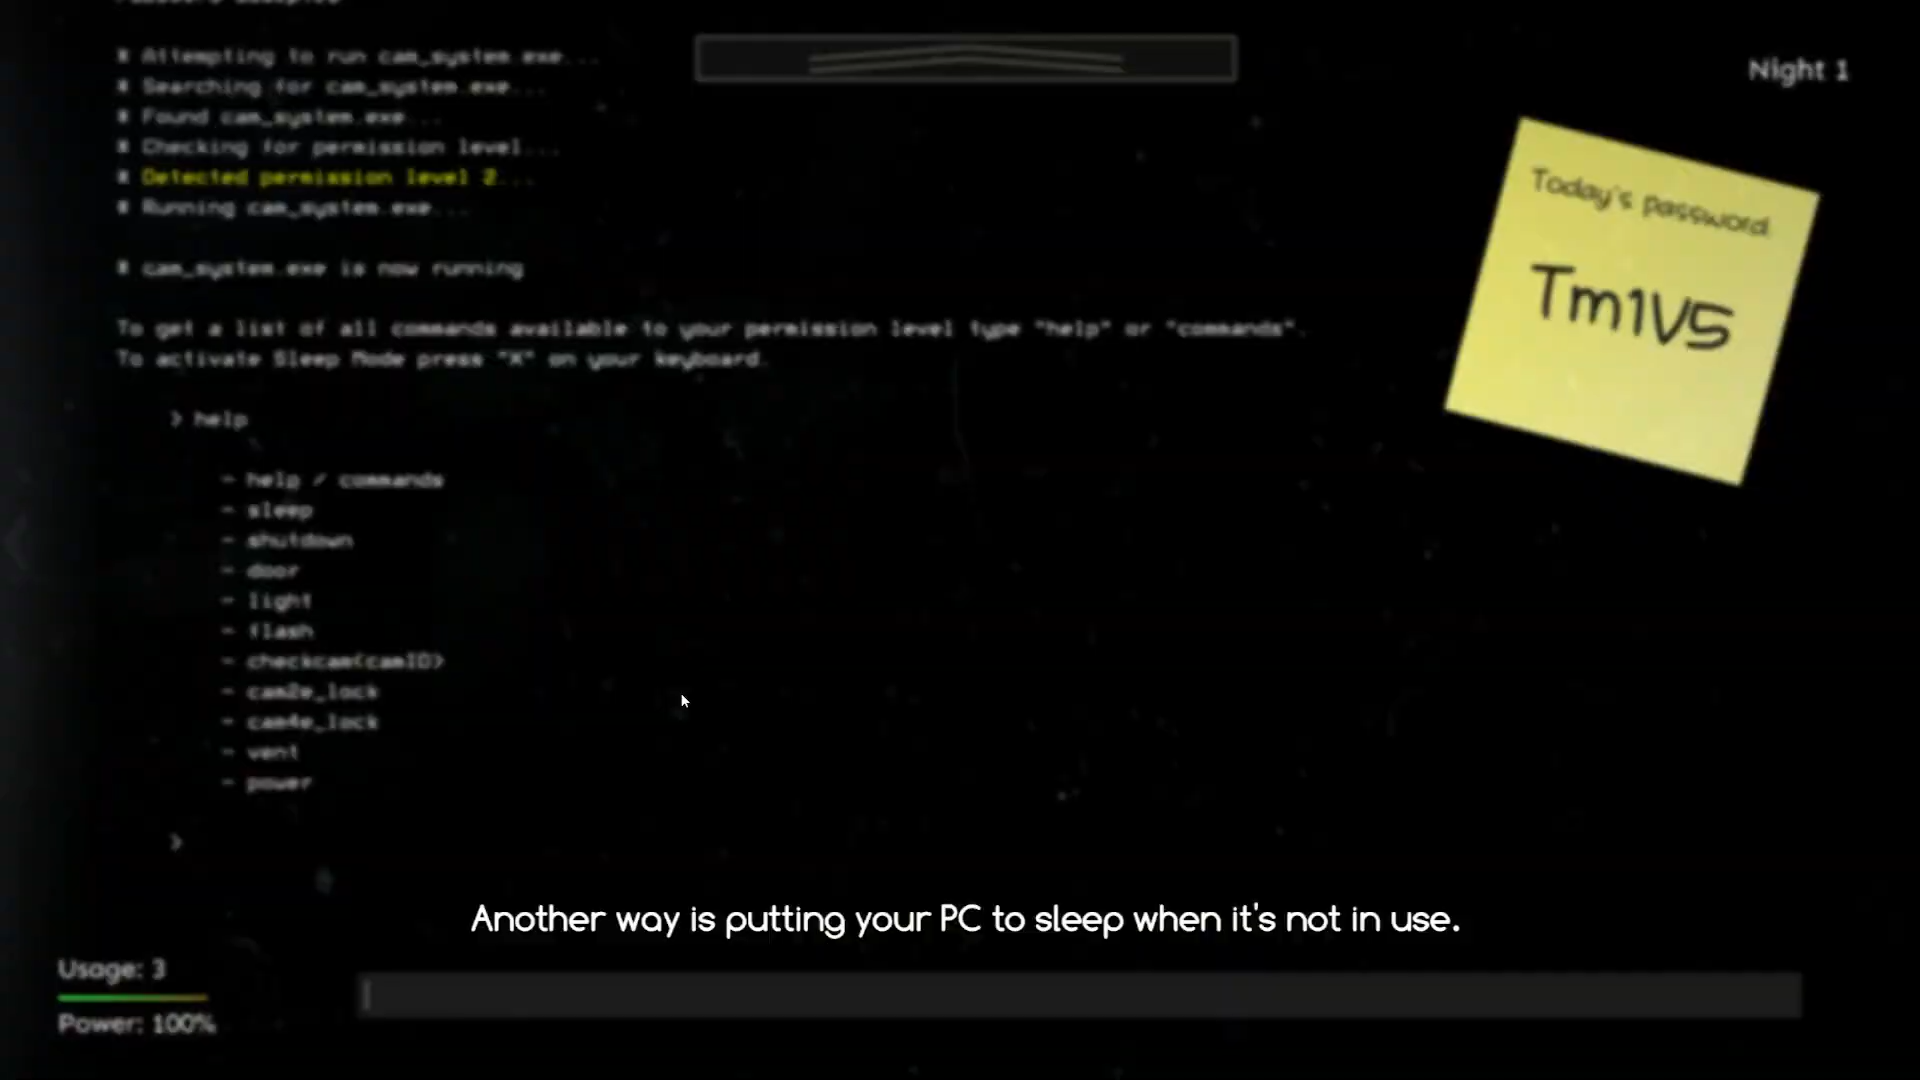 # Attempting to run cam_system.exe...
# Searching for cam_system.exe...
# Found cam_system.exe...
# Checking for permission level...
# Detected permission level 2...
# Running cam_system.exe...
# cam_system.exe is now running
To get a list of all commands available to your permission level type "help" or "commands".
To activate Sleep Mode press "X" on your keyboard.
> help
- help / commands
- sleep
- shutdown
- door
- light
- flash
- checkcam<camID>
- cam2e_lock
- cam4e_lock
- vent
- power
>
Night 1
Today's password:
Tm1V5
Another way is putting your PC to sleep when it's not in use.
Usage: 3
Power: 100%